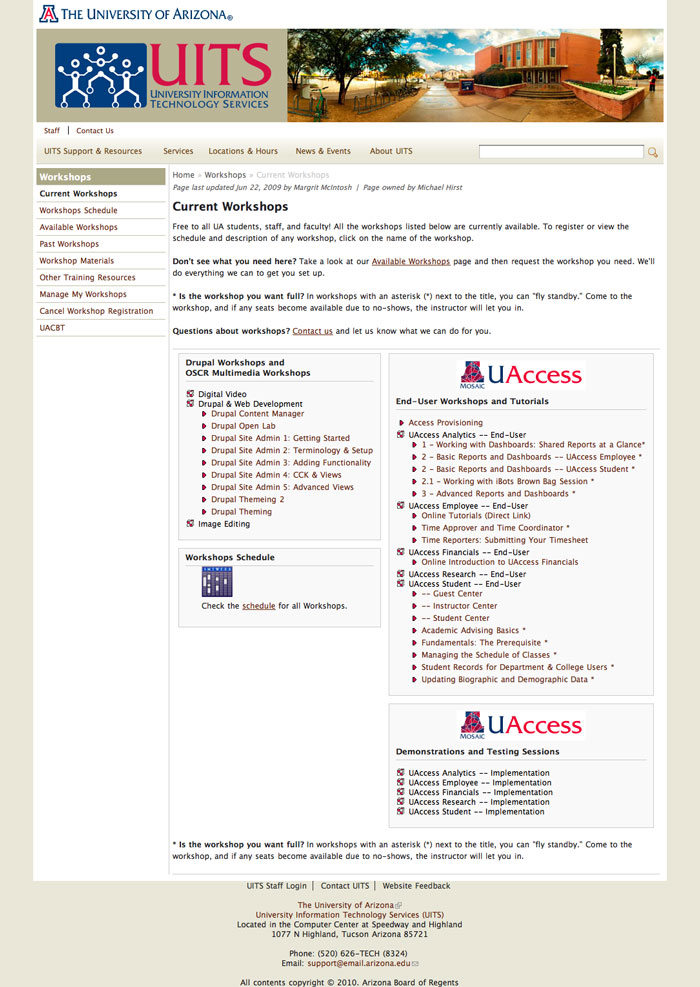 THE UNIVERSITY OF ARIZONA®
UITS
UNIVERSITY INFORMATION
TECHNOLOGY SERVICES
Staff | Contact Us
UITS Support & Resources Services Locations & Hours News & Events About UITS
Workshops
Current Workshops
Workshops Schedule
Available Workshops
Past Workshops
Workshop Materials
Other Training Resources
Manage My Workshops
Cancel Workshop Registration
UACBT
Home » Workshops » Current Workshops
Page last updated Jun 22, 2009 by Margrit McIntosh | Page owned by Michael Hirst
Current Workshops
Free to all UA students, staff, and faculty! All the workshops listed below are currently available. To register or view the
schedule and description of any workshop, click on the name of the workshop.
Don't see what you need here? Take a look at our Available Workshops page and then request the workshop you need. We'll
do everything we can to get you set up.
* Is the workshop you want full? In workshops with an asterisk (*) next to the title, you can "fly standby." Come to the
workshop, and if any seats become available due to no-shows, the instructor will let you in.
Questions about workshops? Contact us and let us know what we can do for you.
Drupal Workshops and
OSCR Multimedia Workshops
Digital Video
Drupal & Web Development
Drupal Content Manager
Drupal Open Lab
Drupal Site Admin 1: Getting Started
Drupal Site Admin 2: Terminology & Setup
Drupal Site Admin 3: Adding Functionality
Drupal Site Admin 4: CCK & Views
Drupal Site Admin 5: Advanced Views
Drupal Themeing 2
Drupal Theming
Image Editing
Workshops Schedule
Check the schedule for all Workshops.
MOSAIC UAccess
End-User Workshops and Tutorials
Access Provisioning
UAccess Analytics -- End-User
1 - Working with Dashboards: Shared Reports at a Glance*
2 - Basic Reports and Dashboards -- UAccess Employee *
2 - Basic Reports and Dashboards -- UAccess Student *
2.1 - Working with iBots Brown Bag Session *
3 - Advanced Reports and Dashboards *
UAccess Employee -- End-User
Online Tutorials (Direct Link)
Time Approver and Time Coordinator *
Time Reporters: Submitting Your Timesheet
UAccess Financials -- End-User
Online Introduction to UAccess Financials
UAccess Research -- End-User
UAccess Student -- End-User
-- Guest Center
-- Instructor Center
-- Student Center
Academic Advising Basics *
Fundamentals: The Prerequisite *
Managing the Schedule of Classes *
Student Records for Department & College Users *
Updating Biographic and Demographic Data *
MOSAIC UAccess
Demonstrations and Testing Sessions
UAccess Analytics -- Implementation
UAccess Employee -- Implementation
UAccess Financials -- Implementation
UAccess Research -- Implementation
UAccess Student -- Implementation
* Is the workshop you want full? In workshops with an asterisk (*) next to the title, you can "fly standby." Come to the
workshop, and if any seats become available due to no-shows, the instructor will let you in.
UITS Staff Login | Contact UITS | Website Feedback
The University of Arizona
University Information Technology Services (UITS)
Located in the Computer Center at Speedway and Highland
1077 N Highland, Tucson Arizona 85721
Phone: (520) 626-TECH (8324)
Email: support@email.arizona.edu
All contents copyright © 2010. Arizona Board of Regents